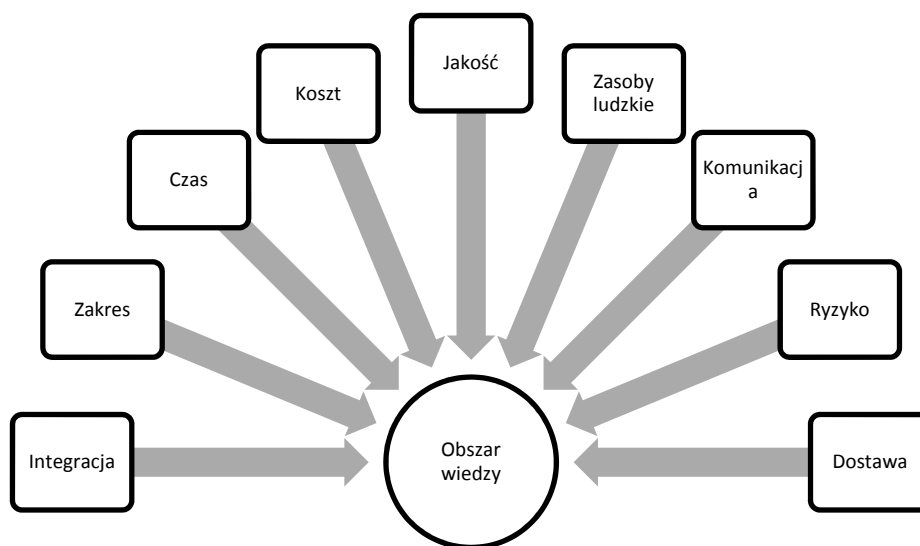 Jakość
Koszt
Zasoby
ludzkie
Czas
Komunikacj
a
Zakres
Ryzyko
Integracja
Obszar
wiedzy
Dostawa